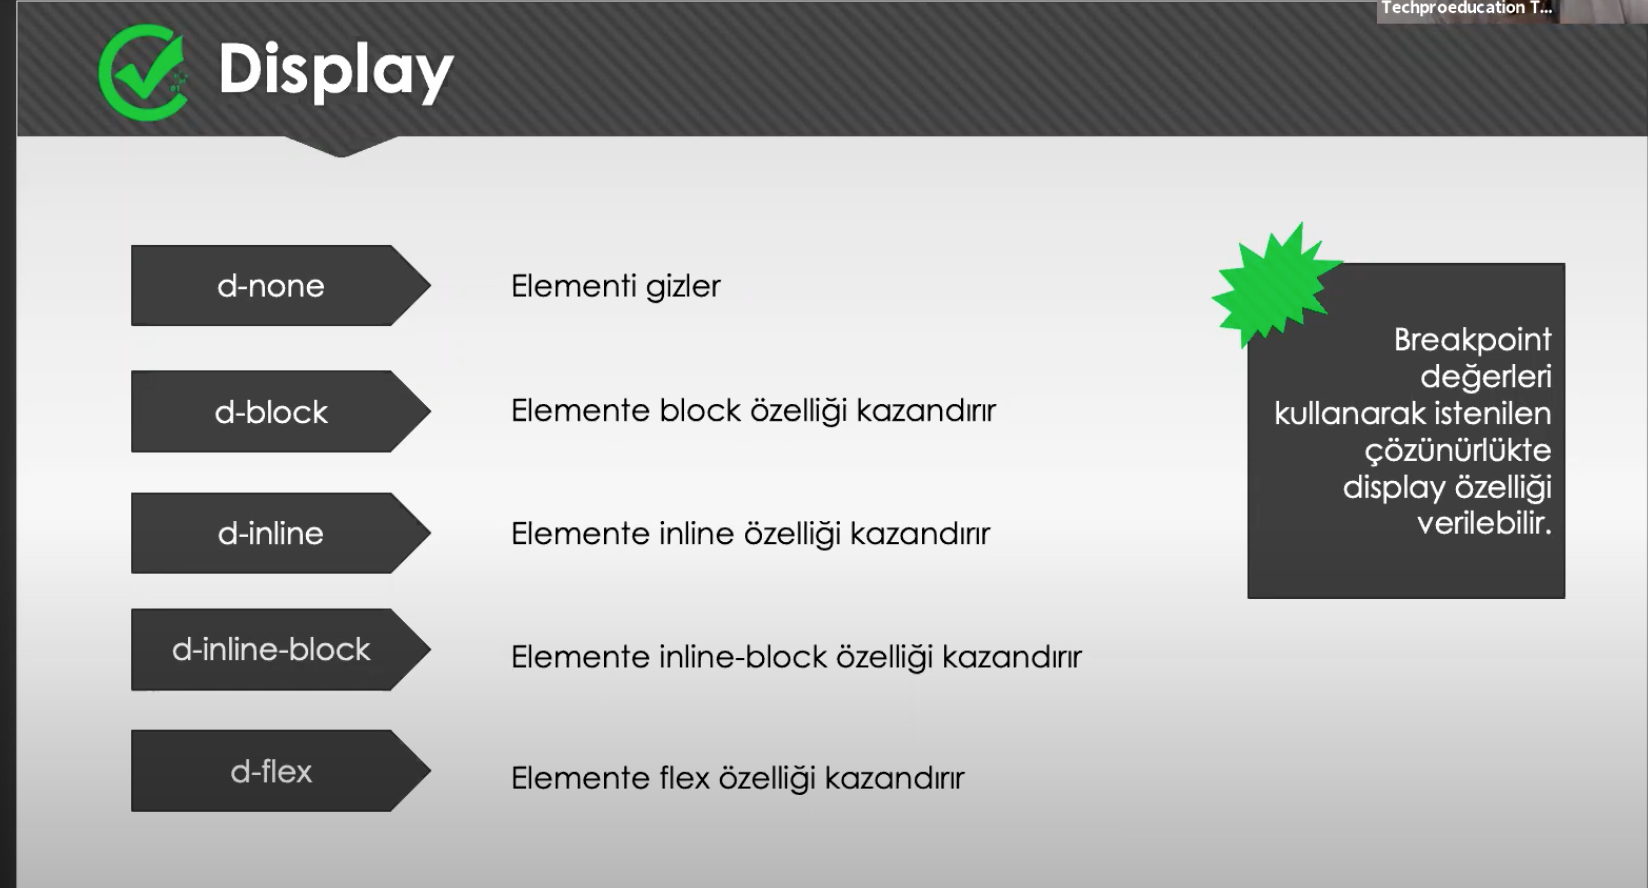 Techproeducation T...
Display
d-none
Elementi gizler
d-block
Elemente block özelliği kazandırır
d-inline
Elemente inline özelliği kazandırır
d-inline-block
Elemente inline-block özelliği kazandırır
d-flex
Elemente flex özelliği kazandırır
Breakpoint
değerleri
kullanarak istenilen
çözünürlükte
display özelliği
verilebilir.